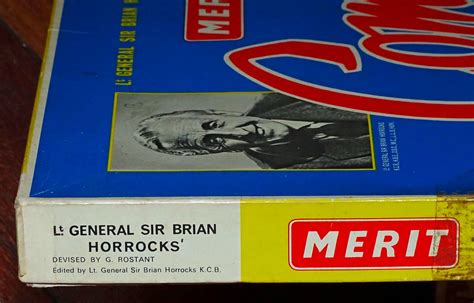 MERIT
Lt GENERAL SIR BRIAN H
Com
Lt GENERAL SIR BRIAN
HORROCKS'
DEVISED BY G. ROSTANT
Edited by Lt. General Sir Brian Horrocks K.C.B.
MERIT